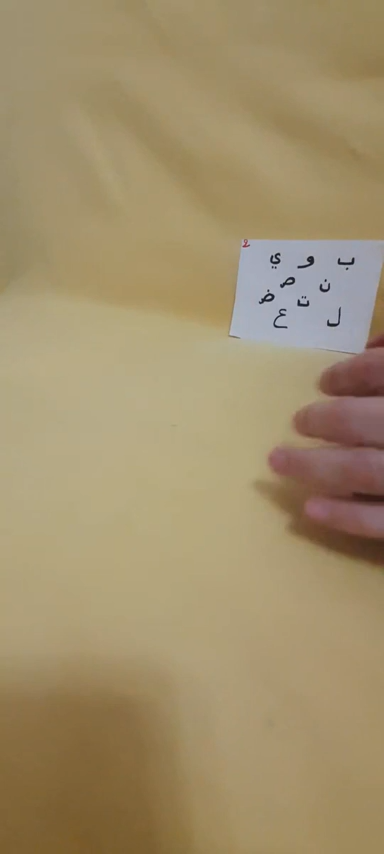 2
ب و ي
ن ص
ت ض
ل ع